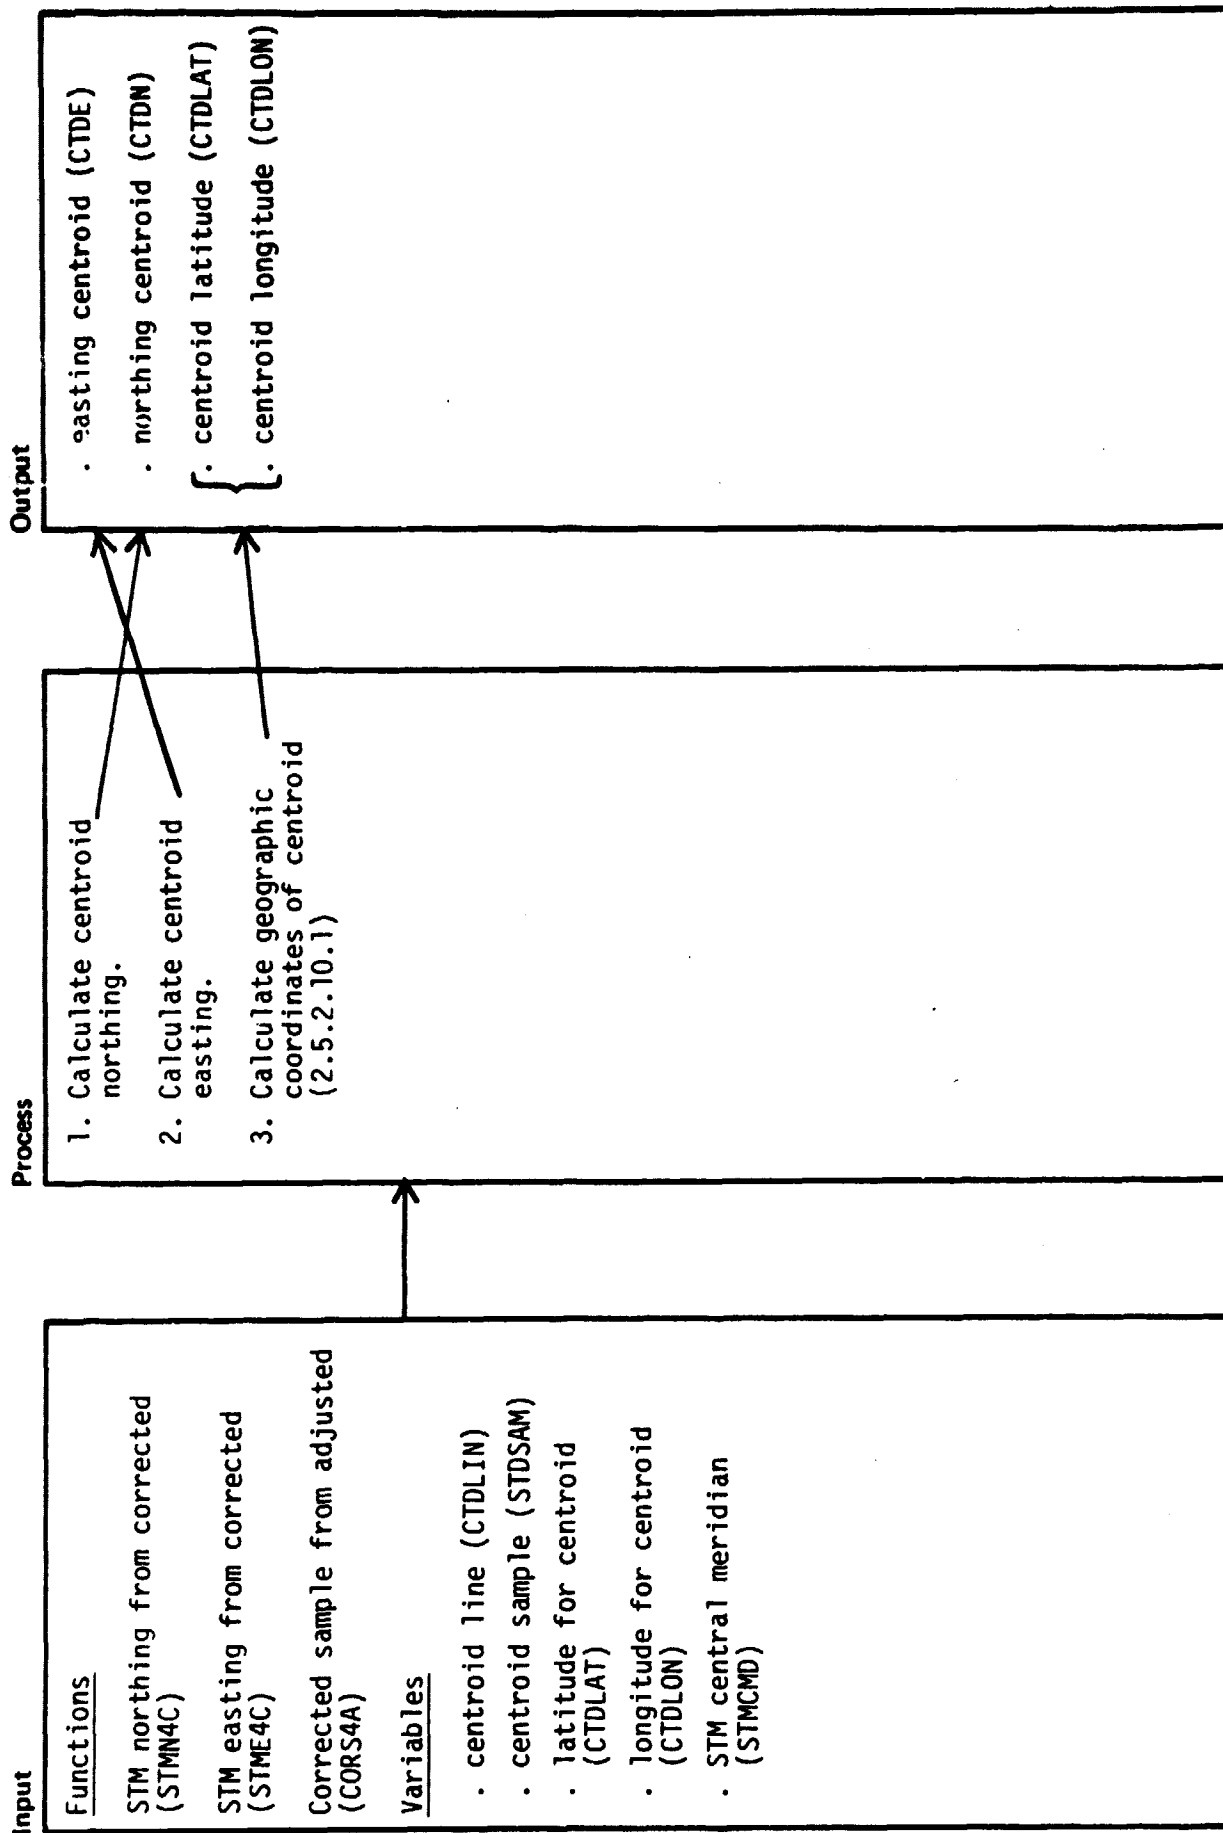 Input
Functions
STM northing from corrected
(STMN4C)
STM easting from corrected
(STME4C)
Corrected sample from adjusted
(CORS4A)
Variables
. centroid line (CTDLIN)
. centroid sample (STDSAM)
. latitude for centroid
(CTDLAT)
. longitude for centroid
(CTDLON)
. STM central meridian
(STMCMD)
Process
1. Calculate centroid
northing.
2. Calculate centroid
easting.
3. Calculate geographic
coordinates of centroid
(2.5.2.10.1)
Output
. easting centroid (CTDE)
. northing centroid (CTDN)
. centroid latitude (CTDLAT)
. centroid longitude (CTDLON)